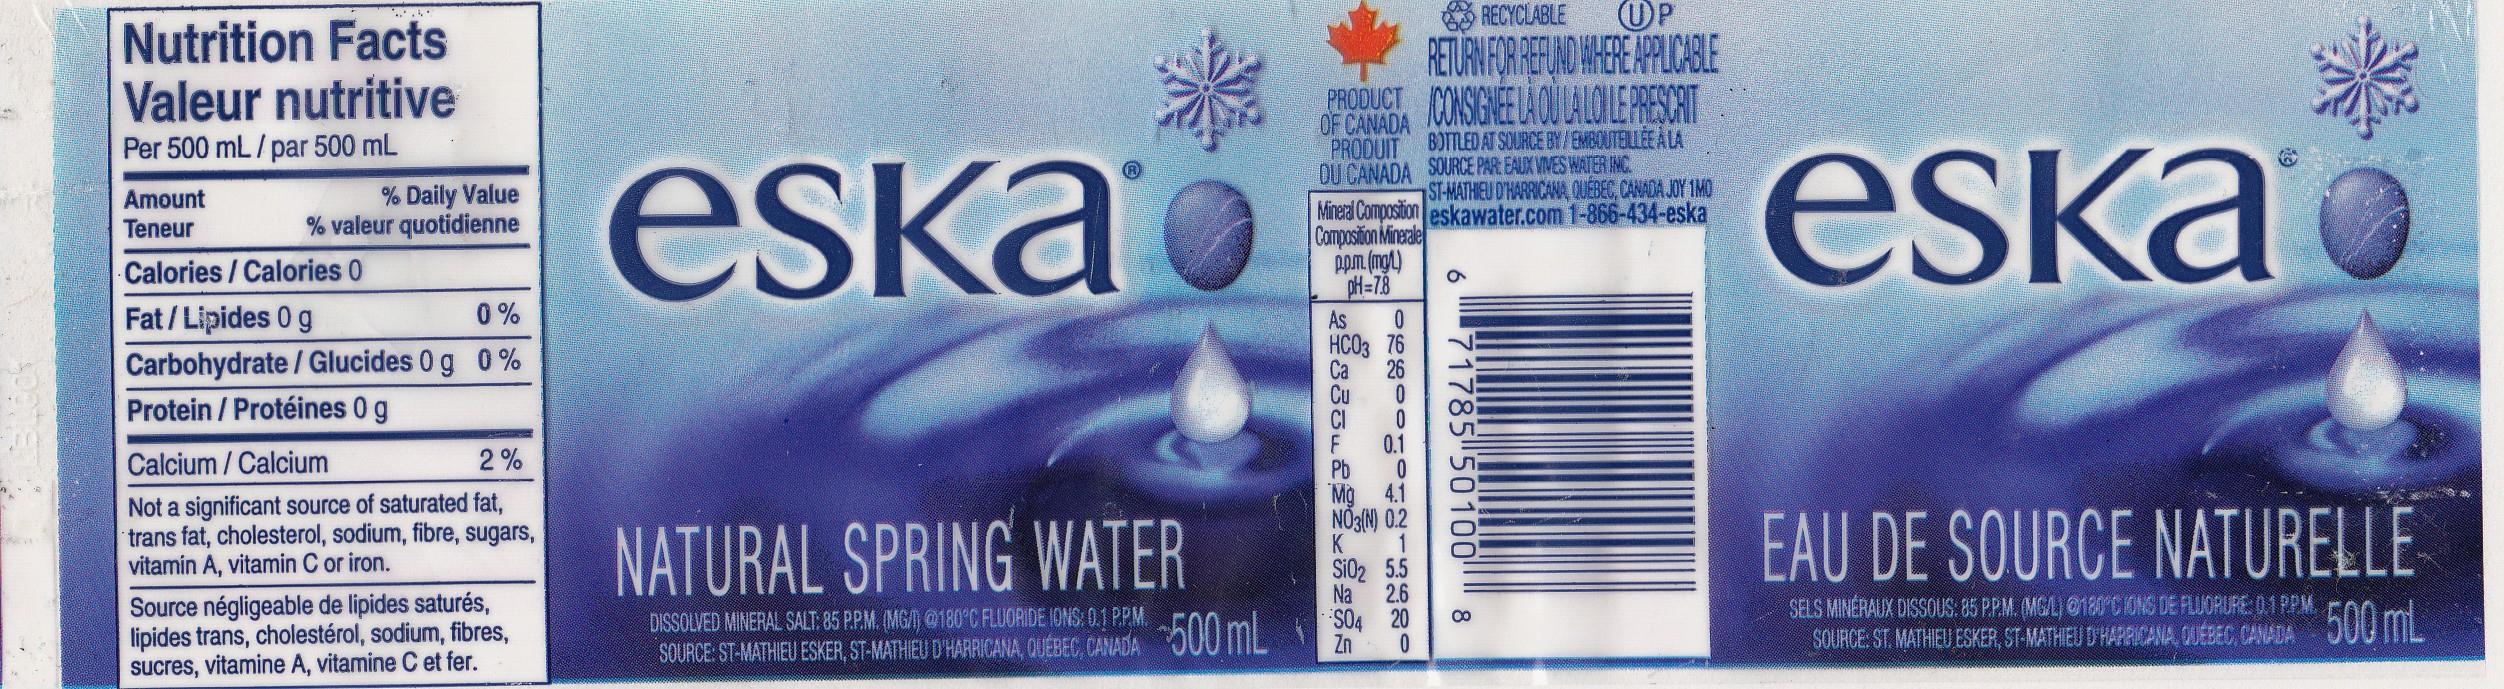 Nutrition Facts
Valeur nutritive
Per 500 mL / par 500 mL
Amount % Daily Value
Teneur % valeur quotidienne
Calories / Calories 0
Fat / Lipides 0 g 0 %
Carbohydrate / Glucides 0 g 0 %
Protein / Protéines 0 g
Calcium / Calcium 2 %
Not a significant source of saturated fat,
trans fat, cholesterol, sodium, fibre, sugars,
vitamin A, vitamin C or iron.
Source négligeable de lipides saturés,
lipides trans, cholestérol, sodium, fibres,
sucres, vitamine A, vitamine C et fer.
eska®
NATURAL SPRING WATER
DISSOLVED MINERAL SALT: 85 P.P.M. (MG/l) @180°C FLUORIDE IONS: 0.1 P.P.M.
SOURCE: ST-MATHIEU ESKER, ST-MATHIEU D'HARRICANA, QUÉBEC, CANADA
500 mL
PRODUCT
OF CANADA
PRODUIT
DU CANADA
Mineral Composition
Composition Minerale
p.p.m. (mg/L)
pH=7.8
As 0
HCO3 76
Ca 26
Cu 0
Cl 0
F 0.1
Pb 0
Mg 4.1
NO3(N) 0.2
K 1
SiO2 5.5
Na 2.6
SO4 20
Zn 0
RECYCLABLE U P
RETURN FOR REFUND WHERE APPLICABLE
/CONSIGNÉE LÀ OÙ LA LOI LE PRESCRIT
BOTTLED AT SOURCE BY / EMBOUTEILLÉE À LA
SOURCE PAR: EAUX VIVES WATER INC.
ST-MATHIEU D'HARRICANA, QUÉBEC, CANADA J0Y 1M0
eskawater.com 1-866-434-eska
6 71785 50100 8
eska®
EAU DE SOURCE NATURELLE
SELS MINÉRAUX DISSOUS: 85 P.P.M. (MG/L) @180°C IONS DE FLUORURE: 0.1 P.P.M.
SOURCE: ST. MATHIEU ESKER, ST-MATHIEU D'HARRICANA, QUÉBEC, CANADA
500 mL